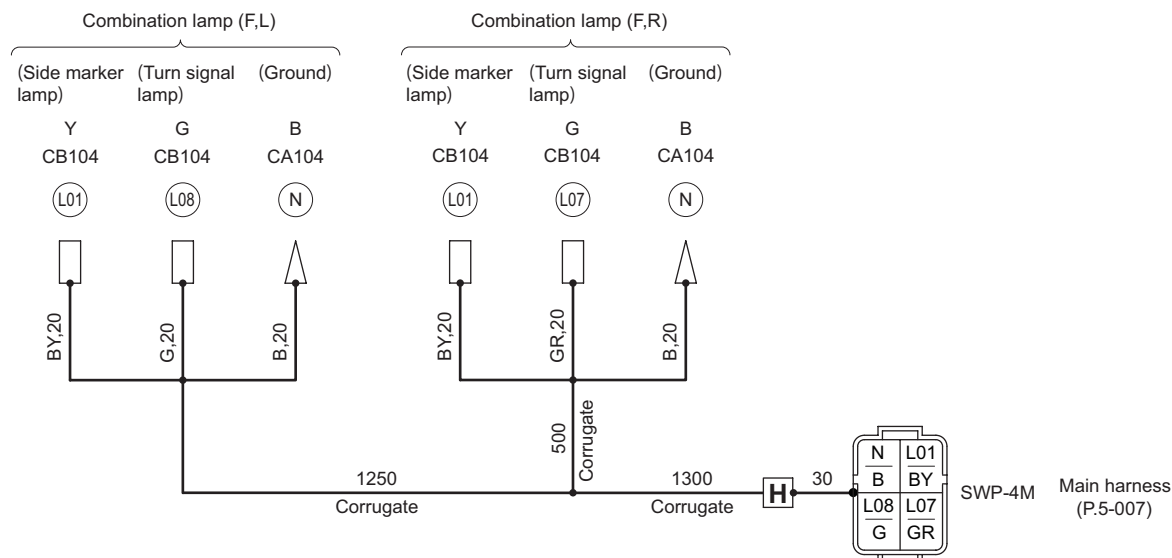 Combination lamp (F,L)
Combination lamp (F,R)
(Side marker lamp)
(Turn signal lamp)
(Ground)
(Side marker lamp)
(Turn signal lamp)
(Ground)
Y
G
B
Y
G
B
CB104
CB104
CA104
CB104
CB104
CA104
L01
L08
N
L01
L07
N
BY,20
G,20
B,20
BY,20
GR,20
B,20
500
Corrugate
1250
Corrugate
1300
Corrugate
H
30
N
B
L01
BY
L08
G
L07
GR
SWP-4M
Main harness
(P.5-007)